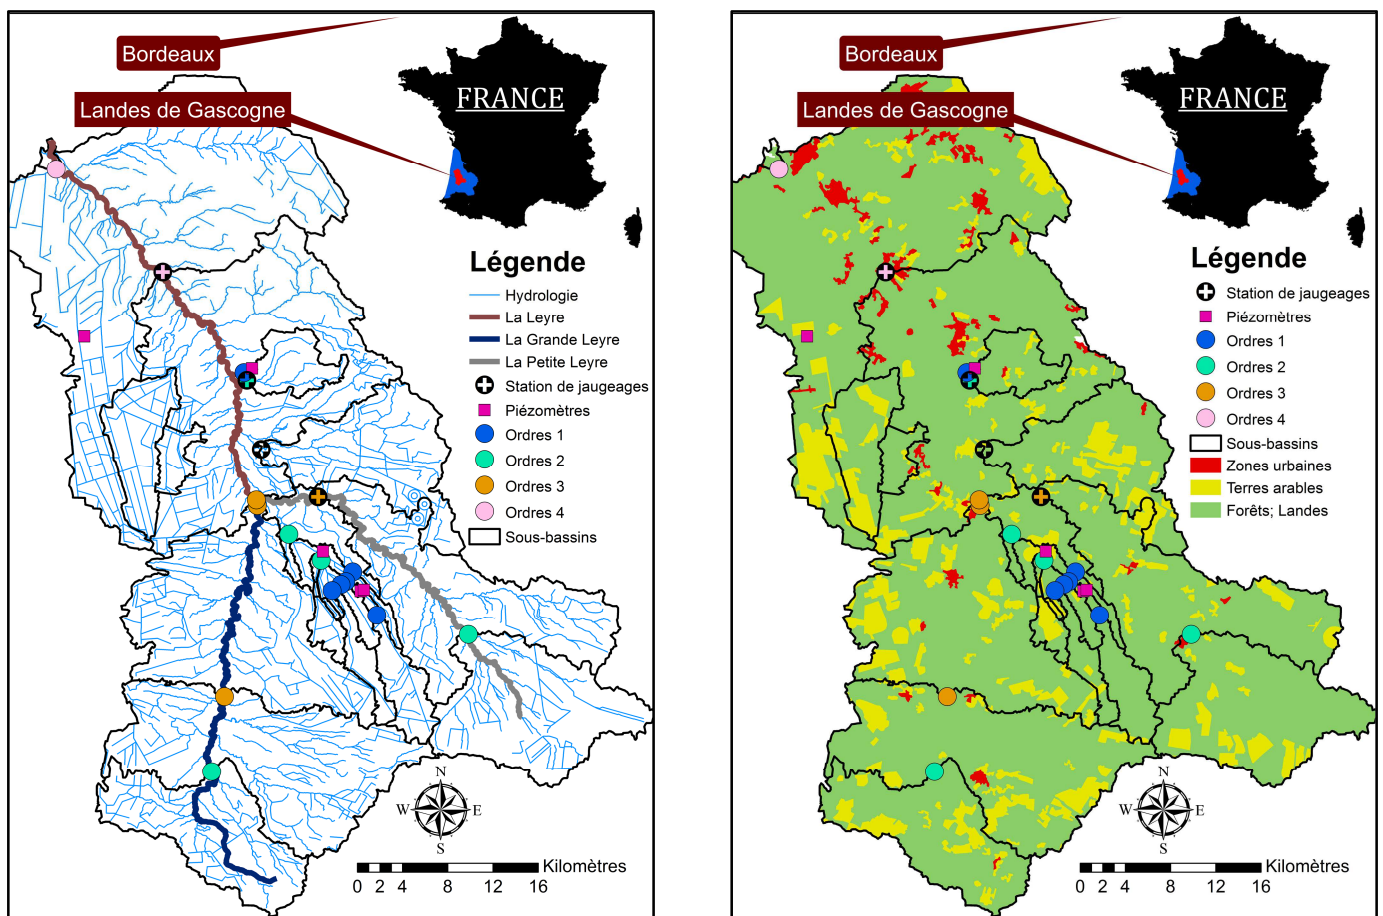 Bordeaux
Landes de Gascogne
FRANCE
Légende
Hydrologie
La Leyre
La Grande Leyre
La Petite Leyre
Station de jaugeages
Piézomètres
Ordres 1
Ordres 2
Ordres 3
Ordres 4
Sous-bassins
N
W E
S
Kilomètres
0 2 4 8 12 16
Bordeaux
Landes de Gascogne
FRANCE
Légende
Station de jaugeages
Piézomètres
Ordres 1
Ordres 2
Ordres 3
Ordres 4
Sous-bassins
Zones urbaines
Terres arables
Forêts; Landes
N
W E
S
Kilomètres
0 2 4 8 12 16